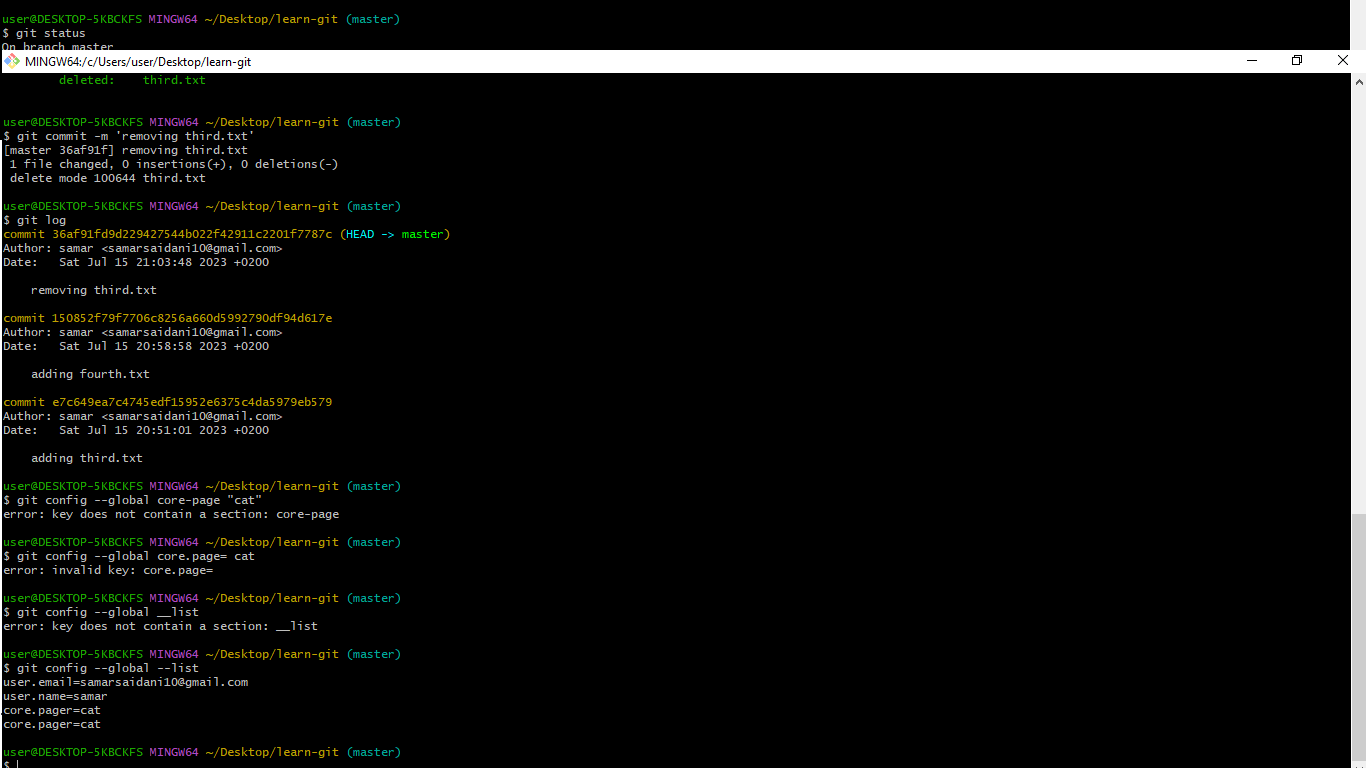 user@DESKTOP-5KBCKFS MINGW64 ~/Desktop/learn-git (master)
$ git status
On branch master
MINGW64:/c/Users/user/Desktop/learn-git
        deleted:    third.txt
user@DESKTOP-5KBCKFS MINGW64 ~/Desktop/learn-git (master)
$ git commit -m 'removing third.txt'
[master 36af91f] removing third.txt
 1 file changed, 0 insertions(+), 0 deletions(-)
 delete mode 100644 third.txt
user@DESKTOP-5KBCKFS MINGW64 ~/Desktop/learn-git (master)
$ git log
commit 36af91fd9d229427544b022f42911c2201f7787c (HEAD -> master)
Author: samar <samarsaidani10@gmail.com>
Date:   Sat Jul 15 21:03:48 2023 +0200
    removing third.txt
commit 150852f79f7706c8256a660d5992790df94d617e
Author: samar <samarsaidani10@gmail.com>
Date:   Sat Jul 15 20:58:58 2023 +0200
    adding fourth.txt
commit e7c649ea7c4745edf15952e6375c4da5979eb579
Author: samar <samarsaidani10@gmail.com>
Date:   Sat Jul 15 20:51:01 2023 +0200
    adding third.txt
user@DESKTOP-5KBCKFS MINGW64 ~/Desktop/learn-git (master)
$ git config --global core-page "cat"
error: key does not contain a section: core-page
user@DESKTOP-5KBCKFS MINGW64 ~/Desktop/learn-git (master)
$ git config --global core.page= cat
error: invalid key: core.page=
user@DESKTOP-5KBCKFS MINGW64 ~/Desktop/learn-git (master)
$ git config --global __list
error: key does not contain a section: __list
user@DESKTOP-5KBCKFS MINGW64 ~/Desktop/learn-git (master)
$ git config --global --list
user.email=samarsaidani10@gmail.com
user.name=samar
core.pager=cat
core.pager=cat
user@DESKTOP-5KBCKFS MINGW64 ~/Desktop/learn-git (master)
$